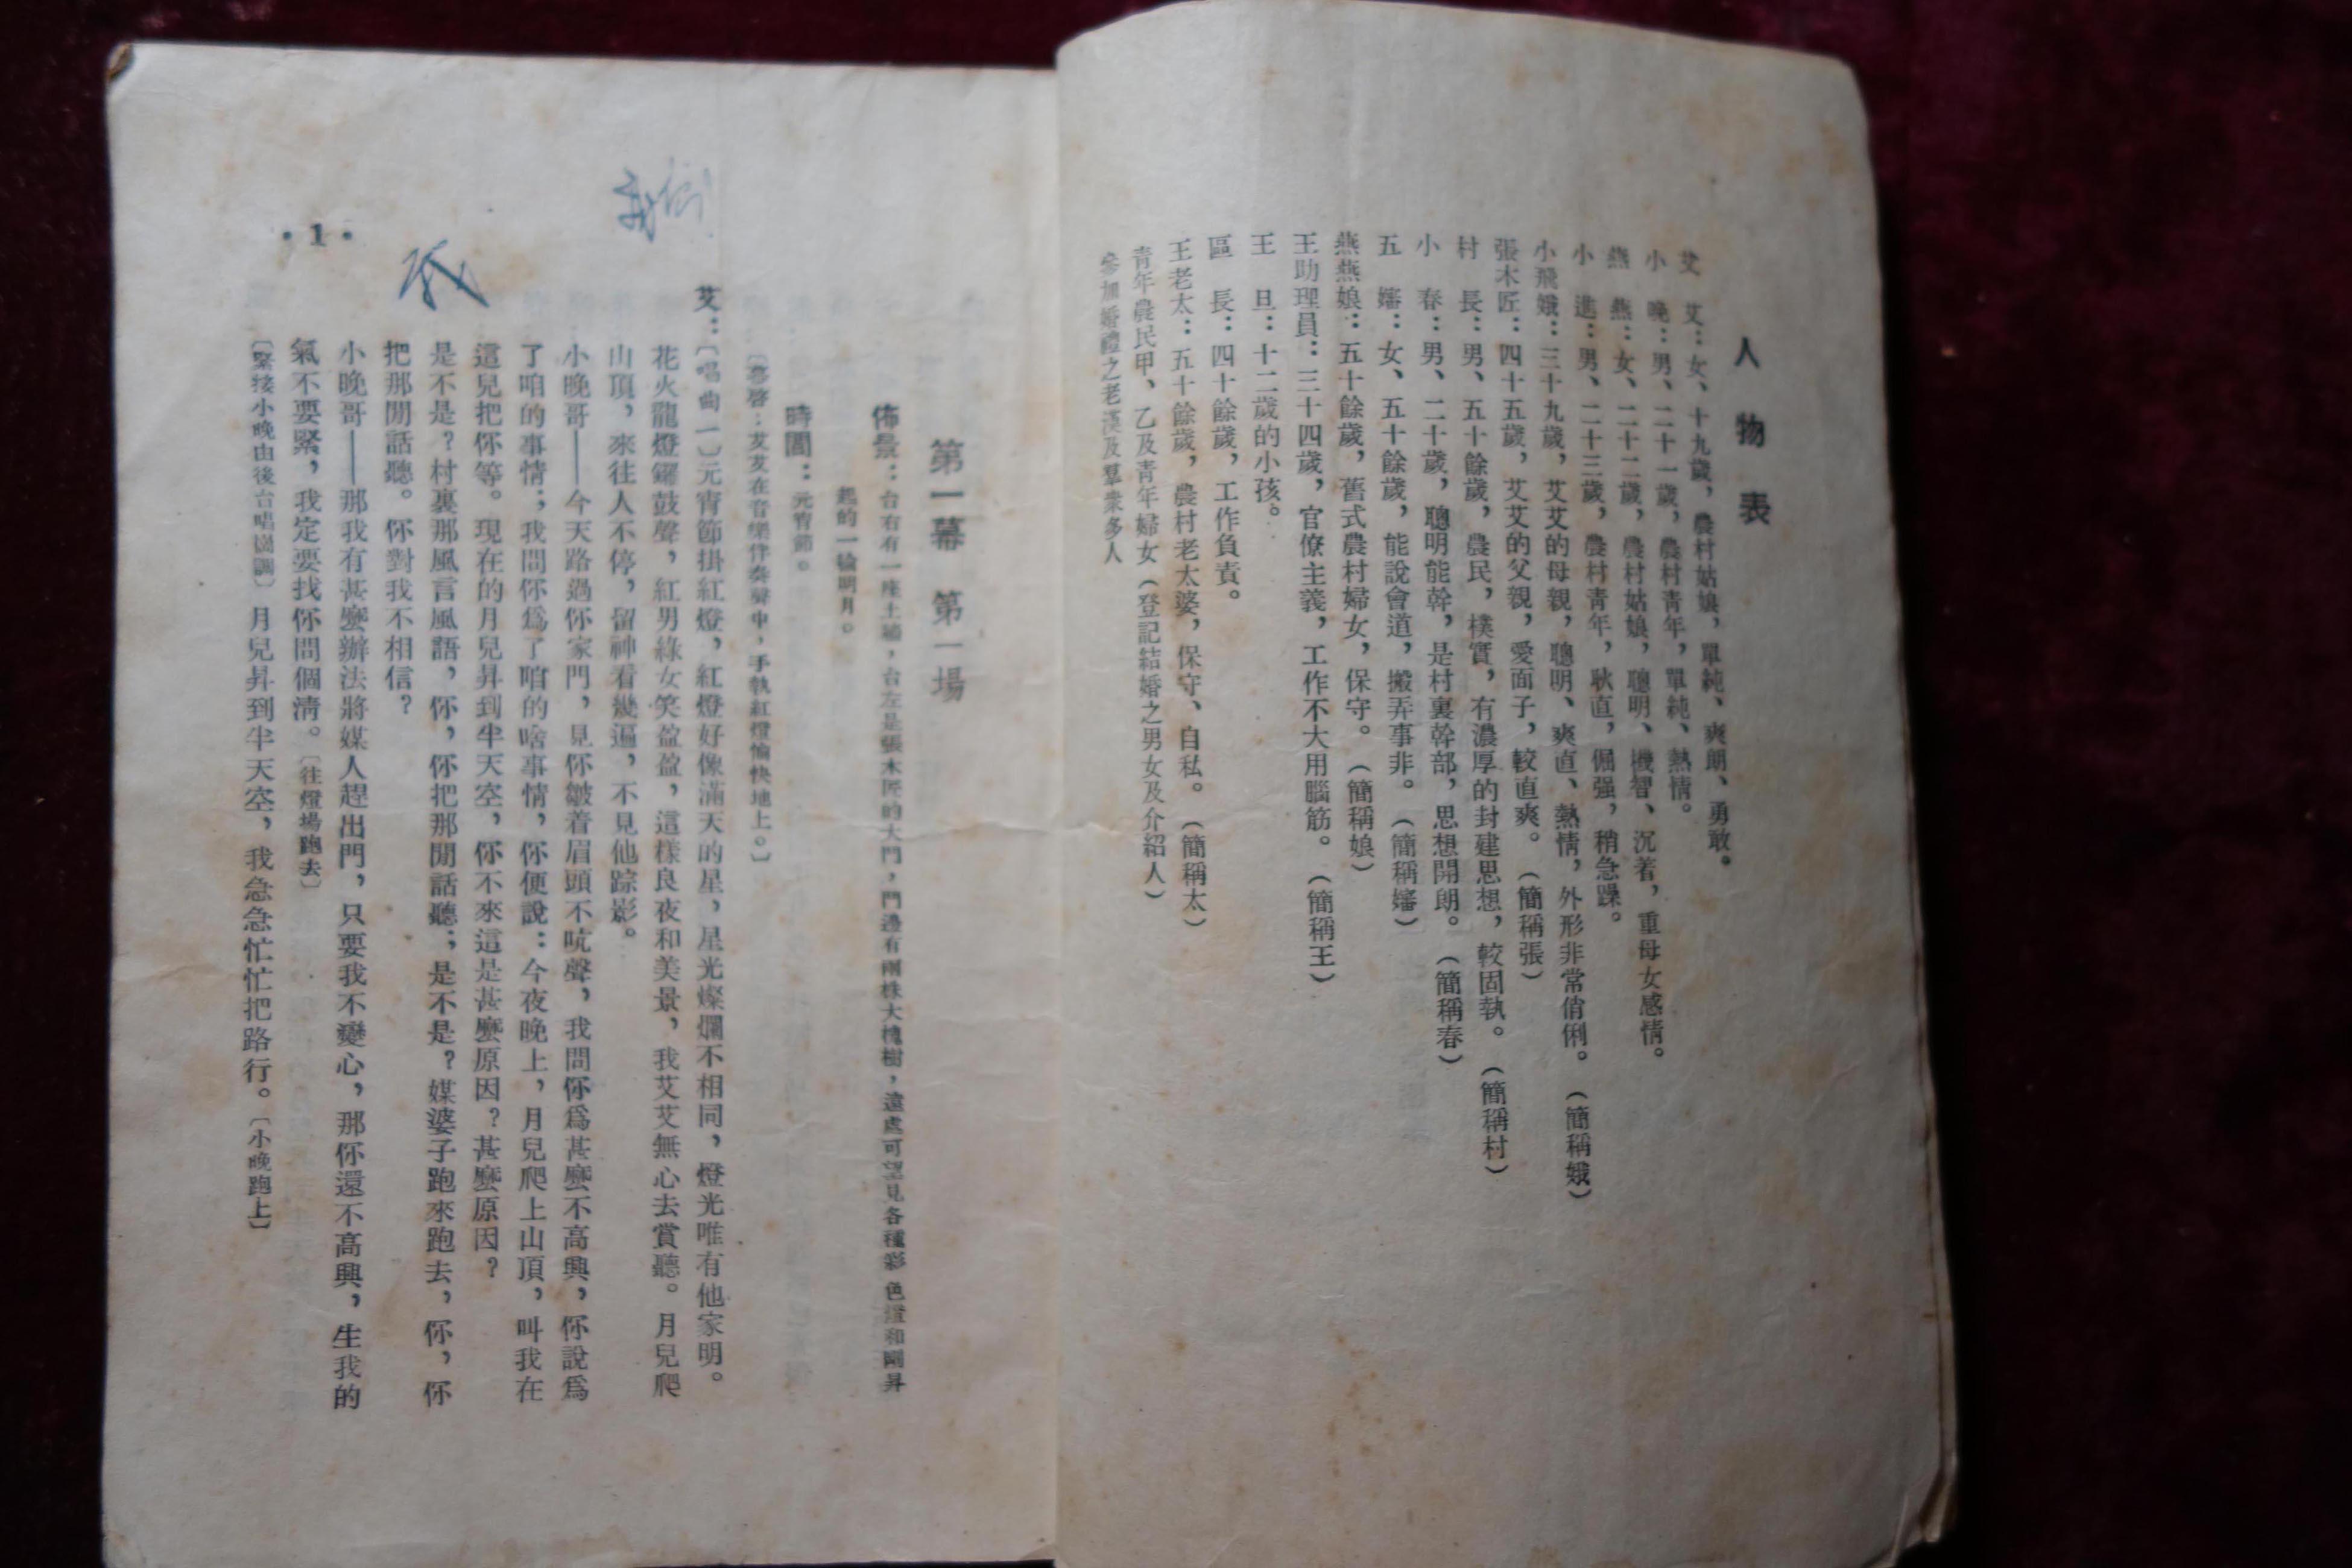 人物表
艾艾：女、十九歲，農村姑娘，單純、爽朗、勇敢。
小晚：男、二十一歲，農村青年，單純、熱情。
燕燕：女、二十二歲，農村姑娘，聰明、機智、沉着，重母女感情。
小進：男、二十三歲，農村青年，耿直，倔强，稍急躁。
小飛娥：三十九歲，艾艾的母親，聰明、爽直、熱情，外形非常俏俐。（簡稱娥）
張木匠：四十五歲，艾艾的父親，愛面子，較直爽。（簡稱張）
村長：男、五十餘歲，農民，樸實，有濃厚的封建思想，較固執。（簡稱村）
小春：男、二十歲，聰明能幹，是村裏幹部，思想開朗。（簡稱春）
五嬸：女、五十餘歲，能說會道，搬弄事非。（簡稱嬸）
燕燕娘：五十餘歲，舊式農村婦女，保守。（簡稱娘）
王助理員：三十四歲，官僚主義，工作不大用腦筋。（簡稱王）
王旦：十二歲的小孩。
區長：四十餘歲，工作負責。
王老太：五十餘歲，農村老太婆，保守、自私。（簡稱太）
青年農民甲、乙及青年婦女（登記結婚之男女及介紹人）
參加婚禮之老漢及羣衆多人
第一幕 第一場
佈景：台右有一座土牆，台左是張木匠的大門，門邊有兩株大槐樹，遠處可望見各種彩色燈和剛昇
起的一輪明月。
時間：元宵節。
〔幕啓：艾艾在音樂伴奏聲中，手執紅燈愉快地上。〕
艾：〔唱曲一〕元宵節掛紅燈，紅燈好像滿天的星，星光燦爛不相同，燈光唯有他家明。
花火龍燈鑼鼓聲，紅男綠女笑盈盈，這樣良夜和美景，我艾艾無心去賞聽。月兒爬
山頂，來往人不停，留神看幾遍，不見他踪影。
小晚哥——今天路過你家門，見你皺着眉頭不吭聲，我問你爲甚麼不高興，你說爲
了咱的事情；我問你爲了咱的啥事情，你便說：今夜晚上，月兒爬上山頂，叫我在
這兒把你等。現在的月兒昇到半天空，你不來這是甚麼原因？甚麼原因？
是不是？村裏那風言風語，你，你把那閒話聽；是不是？媒婆子跑來跑去，你，你
把那閒話聽。你對我不相信？
小晚哥——那我有甚麼辦法將媒人趕出門，只要我不變心，那你還不高興，生我的
氣不要緊，我定要找你問個清。〔往燈場跑去〕
〔緊接小晚由後台唱圓圓〕月兒昇到半天空，我急急忙忙把路行。〔小晚跑上〕
•1•